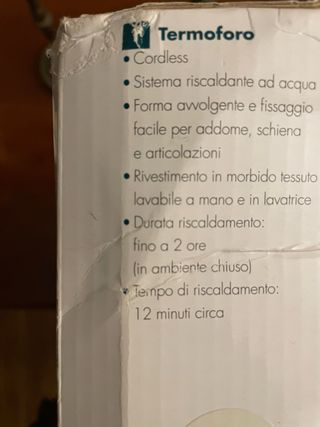 Termoforo
• Cordless
• Sistema riscaldante ad acqua
• Forma avvolgente e fissaggio
facile per addome, schiena
e articolazioni
• Rivestimento in morbido tessuto
lavabile a mano e in lavatrice
• Durata riscaldamento:
fino a 2 ore
(in ambiente chiuso)
• Tempo di riscaldamento:
12 minuti circa